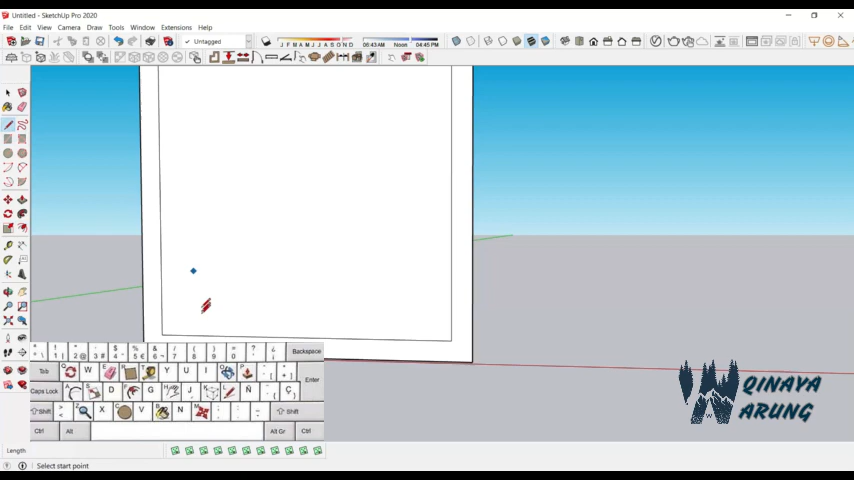 Untitled - SketchUp Pro 2020
File Edit View Camera Draw Tools Window Extensions Help
Untagged
J F M A M J J A S O N D 06:43 AM Noon 04:45 PM
Backspace
Tab Q W E R T Y U I O P
Enter
Caps Lock A S D F G H J K L Ñ Ç
Shift Z X C V B N M Shift
Ctrl Alt Alt Gr Ctrl
QINAYA
ARUNG
W
Length
Select start point